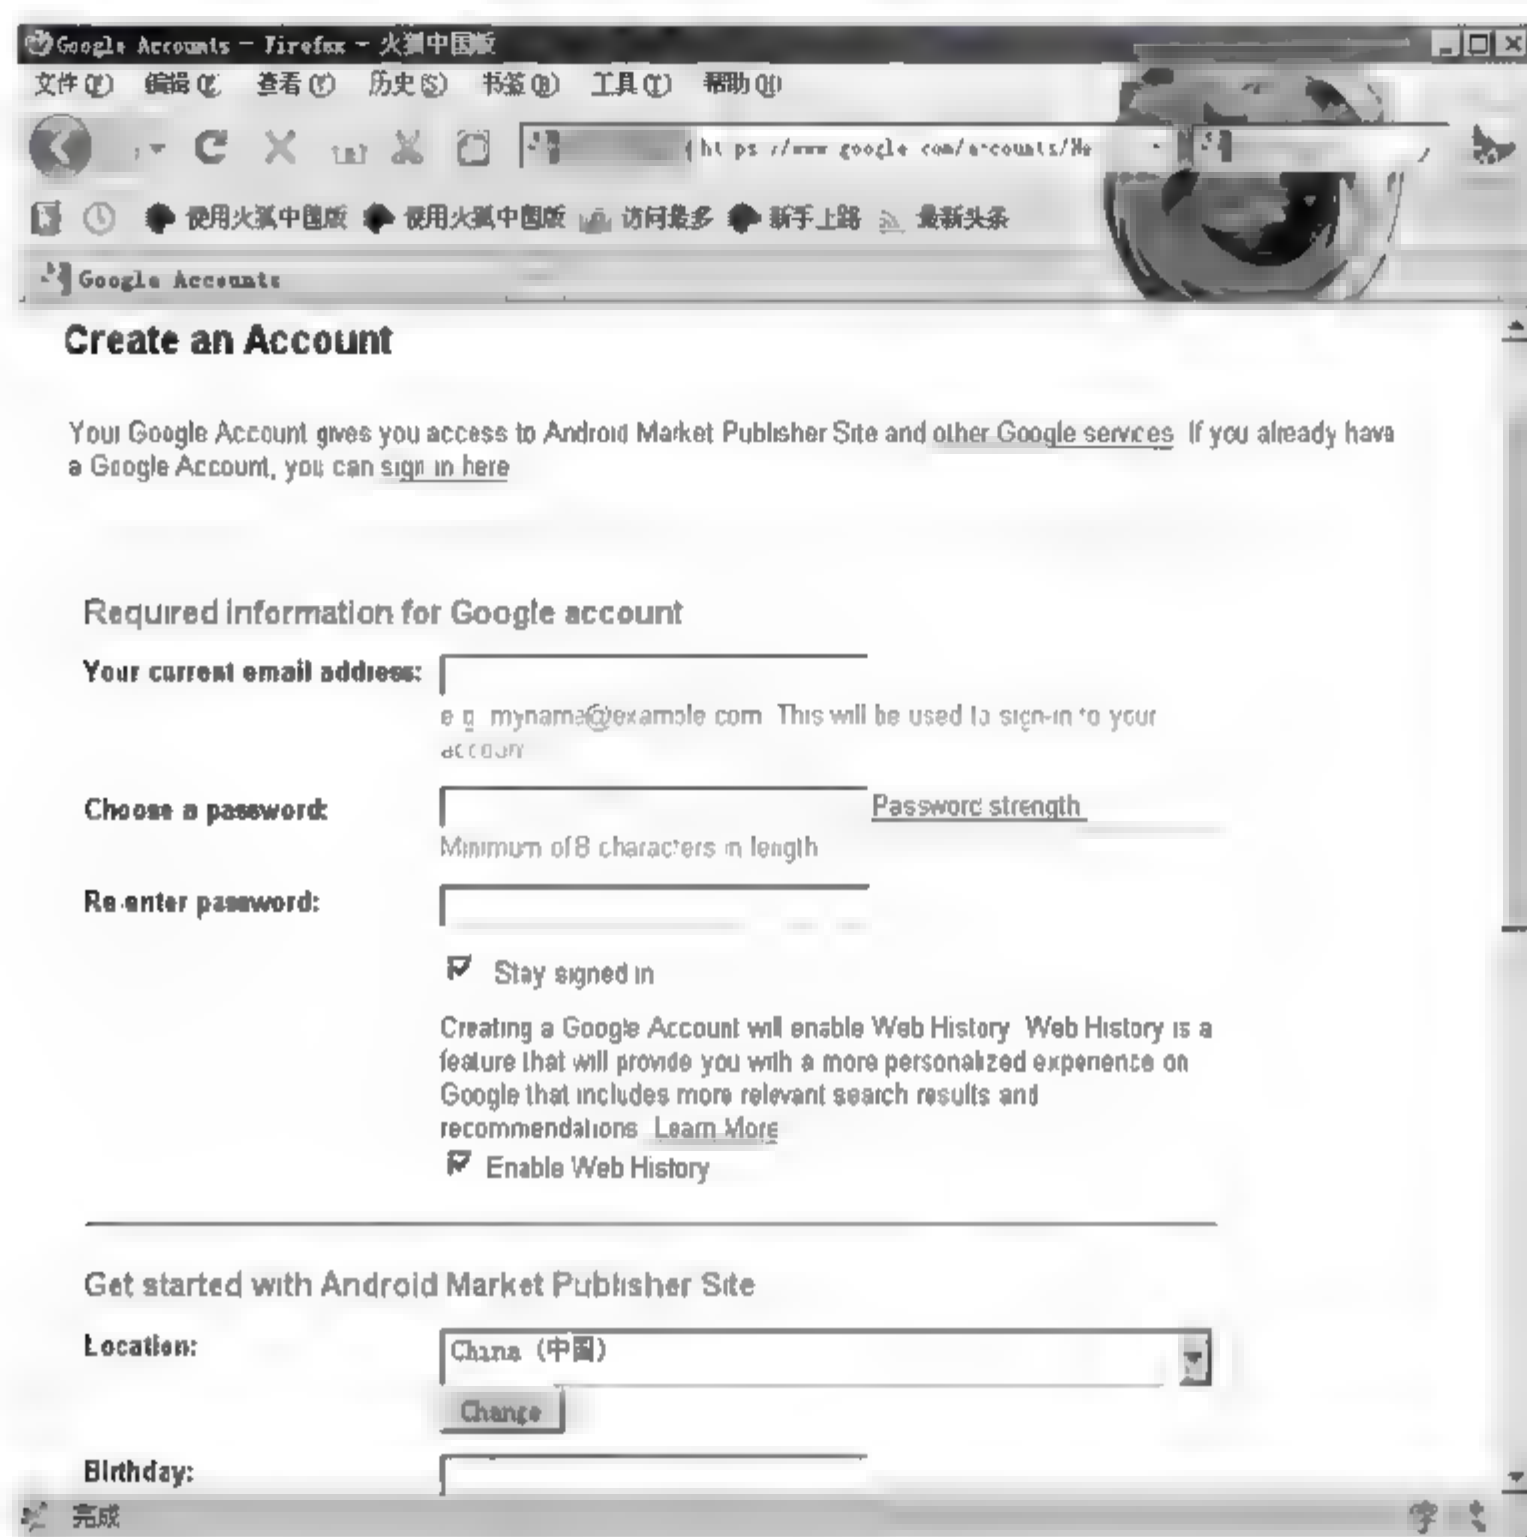 Google Accounts - Firefox - 火狐中国版
文件(F) 编辑(E) 查看(V) 历史(S) 书签(B) 工具(T) 帮助(H)
https://www.google.com/accounts/Ne
使用火狐中国版 使用火狐中国版 访问最多 新手上路 最新头条
Google Accounts
Create an Account
Your Google Account gives you access to Android Market Publisher Site and other Google services. If you already have
a Google Account, you can sign in here.
Required information for Google account
Your current email address:
e.g. myname@example.com. This will be used to sign-in to your
account.
Choose a password: Password strength:
Minimum of 8 characters in length.
Re-enter password:
Stay signed in
Creating a Google Account will enable Web History. Web History is a
feature that will provide you with a more personalized experience on
Google that includes more relevant search results and
recommendations. Learn More
Enable Web History
Get started with Android Market Publisher Site
Location: China (中国)
Change
Birthday:
完成 字